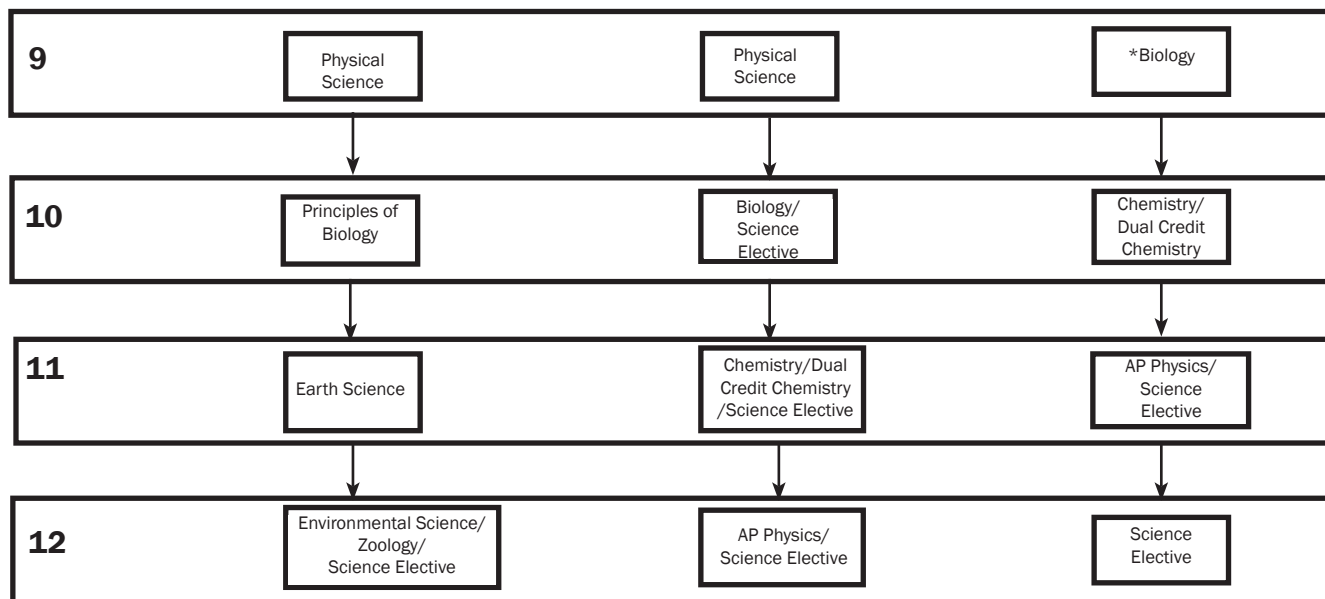 9
Physical
Science
Physical
Science
*Biology
10
Principles of
Biology
Biology/
Science
Elective
Chemistry/
Dual Credit
Chemistry
11
Earth Science
Chemistry/Dual
Credit Chemistry
/Science Elective
AP Physics/
Science
Elective
12
Environmental Science/
Zoology/
Science Elective
AP Physics/
Science Elective
Science
Elective